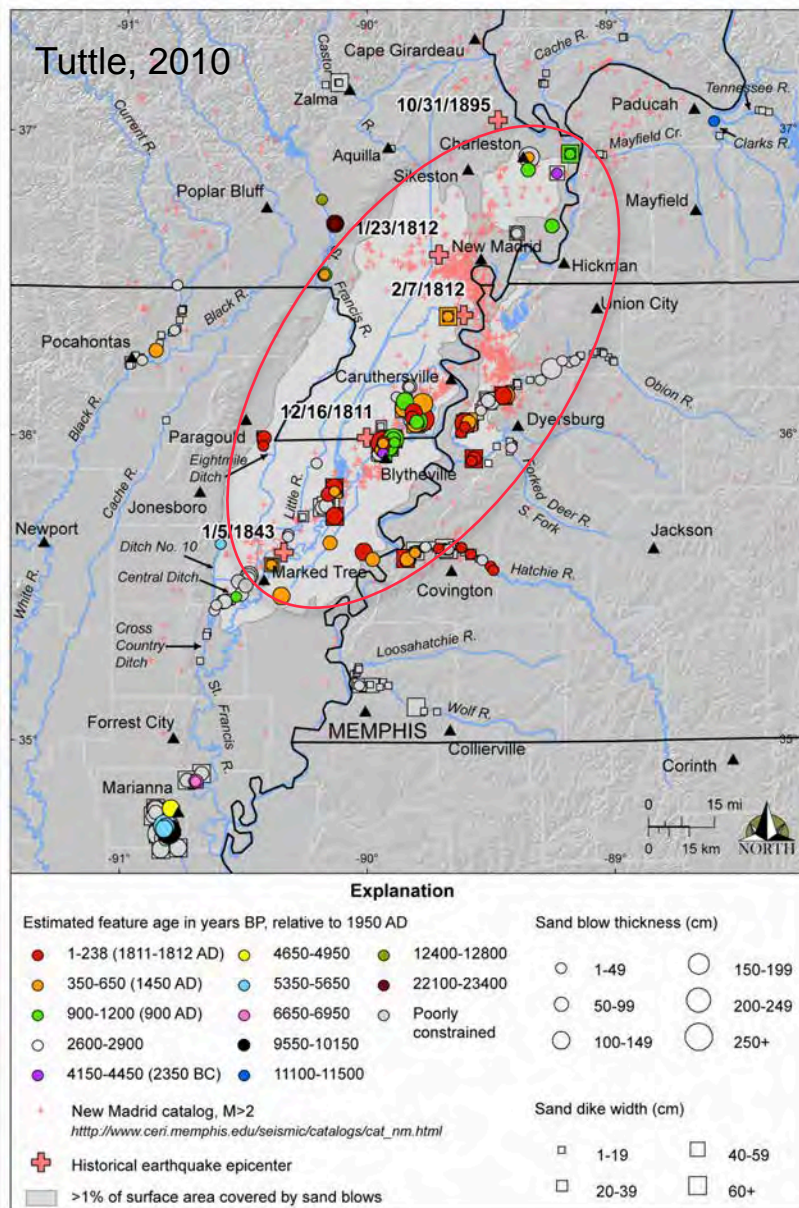 Tuttle, 2010
-91°
-90°
-89°
Cape Girardeau
Cache R.
Castor
R.
Zalma
Tennessee R.
Current R.
10/31/1895
Paducah
37°
37°
Charleston
Mayfield Cr.
Clarks R.
Aquilla
Sikeston
Poplar Bluff
Mayfield
1/23/1812
New Madrid
Hickman
St.
Francis R.
2/7/1812
Union City
Black R.
Pocahontas
Caruthersville
Obion R.
Black R.
12/16/1811
Dyersburg
36°
36°
Paragould
Eightmile
Ditch
Blytheville
Cache R.
Little R.
Forked Deer R.
S. Fork
Jonesboro
Newport
1/5/1843
Jackson
Ditch No. 10
Marked Tree
Hatchie R.
Central Ditch
Covington
White R.
Cross
Country
Ditch
Loosahatchie R.
St. Francis R.
Wolf R.
Forrest City
MEMPHIS
35°
35°
Collierville
Corinth
Marianna
0 15 mi
0 15 km
NORTH
-91°
-90°
-89°
Explanation
Estimated feature age in years BP, relative to 1950 AD
1-238 (1811-1812 AD)
350-650 (1450 AD)
900-1200 (900 AD)
2600-2900
4150-4450 (2350 BC)
4650-4950
5350-5650
6650-6950
9550-10150
11100-11500
12400-12800
22100-23400
Poorly
constrained
New Madrid catalog, M>2
htttp://www.ceri.memphis.edu/seismic/catalogs/cat_nm.html
Historical earthquake epicenter
>1% of surface area covered by sand blows
Sand blow thickness (cm)
1-49
50-99
100-149
150-199
200-249
250+
Sand dike width (cm)
1-19
20-39
40-59
60+